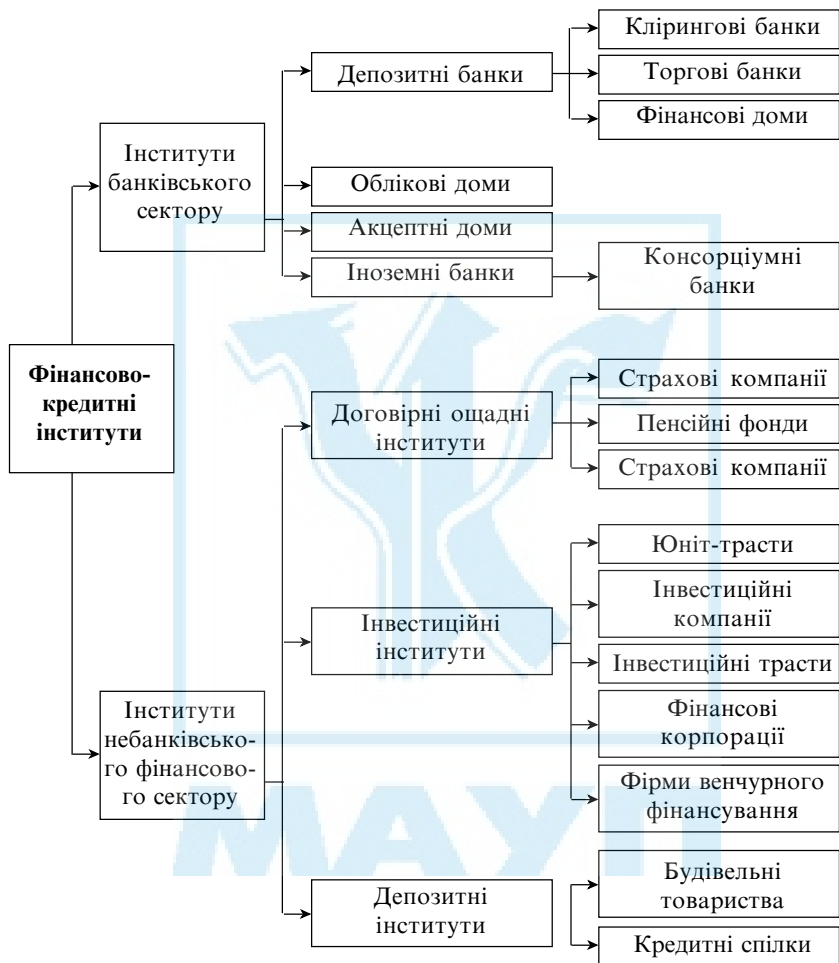 Фінансово-
кредитні
інститути
Інститути
банківського
сектору
Депозитні банки
Клірингові банки
Торгові банки
Фінансові доми
Облікові доми
Акцептні доми
Іноземні банки
Консорціумні
банки
Інститути
небанківсько-
го фінансово-
го сектору
Договірні ощадні
інститути
Страхові компанії
Пенсійні фонди
Страхові компанії
Інвестиційні
інститути
Юніт-трасти
Інвестиційні
компанії
Інвестиційні трасти
Фінансові
корпорації
Фірми венчурного
фінансування
Депозитні
інститути
Будівельні
товариства
Кредитні спілки
МАУП